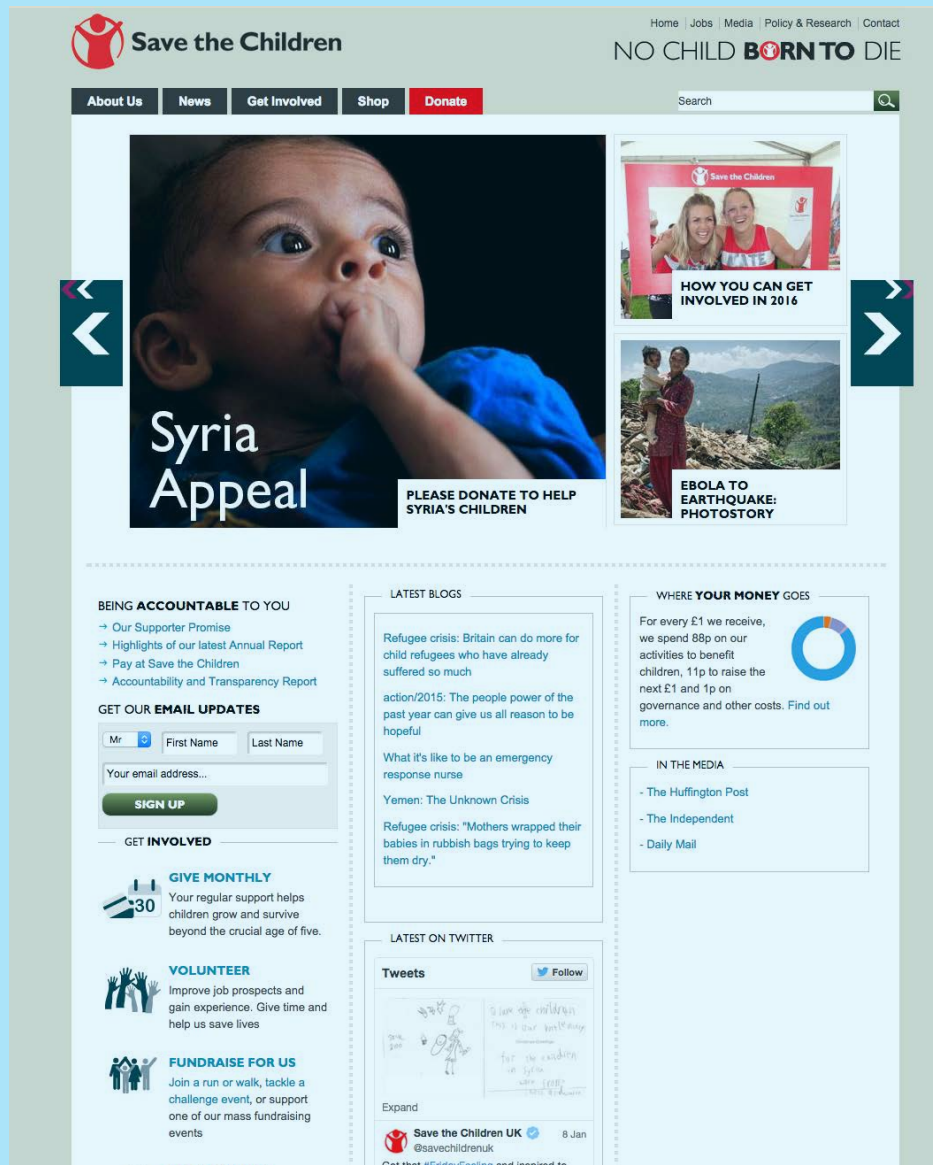 Save the Children
Home Jobs Media Policy & Research Contact
NO CHILD BORN TO DIE
About Us News Get Involved Shop Donate
Search
Save the Children
HOW YOU CAN GET
INVOLVED IN 2016
Syria
Appeal
PLEASE DONATE TO HELP
SYRIA'S CHILDREN
EBOLA TO
EARTHQUAKE:
PHOTOSTORY
BEING ACCOUNTABLE TO YOU
→ Our Supporter Promise
→ Highlights of our latest Annual Report
→ Pay at Save the Children
→ Accountability and Transparency Report
GET OUR EMAIL UPDATES
Mr First Name Last Name
Your email address...
SIGN UP
GET INVOLVED
30
GIVE MONTHLY
Your regular support helps
children grow and survive
beyond the crucial age of five.
VOLUNTEER
Improve job prospects and
gain experience. Give time and
help us save lives
FUNDRAISE FOR US
Join a run or walk, tackle a
challenge event, or support
one of our mass fundraising
events
LATEST BLOGS
Refugee crisis: Britain can do more for
child refugees who have already
suffered so much
action/2015: The people power of the
past year can give us all reason to be
hopeful
What it's like to be an emergency
response nurse
Yemen: The Unknown Crisis
Refugee crisis: "Mothers wrapped their
babies in rubbish bags trying to keep
them dry."
LATEST ON TWITTER
Tweets Follow
Expand
Save the Children UK 8 Jan
@savechildrenuk
Got that #FridayFeeling and inspired to
WHERE YOUR MONEY GOES
For every £1 we receive,
we spend 88p on our
activities to benefit
children, 11p to raise the
next £1 and 1p on
governance and other costs. Find out
more.
IN THE MEDIA
- The Huffington Post
- The Independent
- Daily Mail